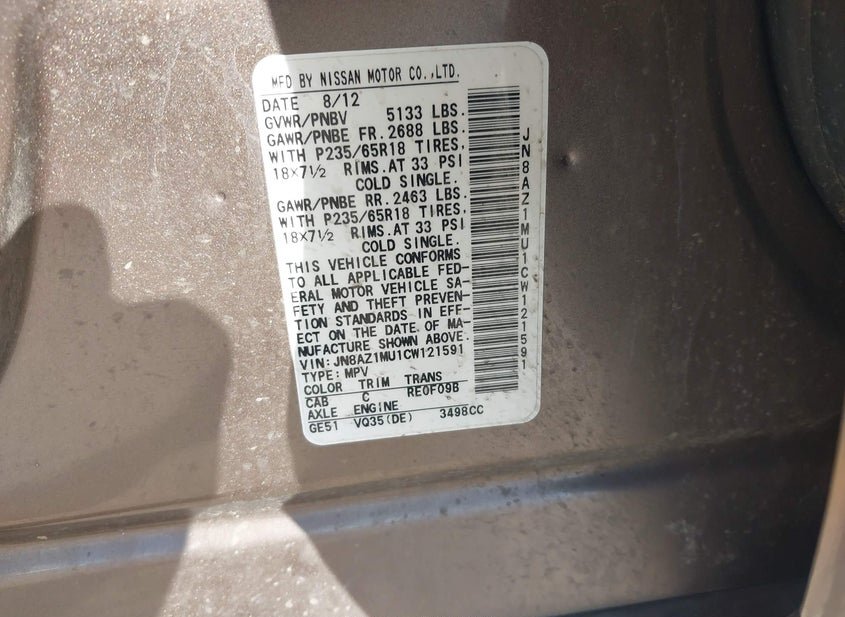 MFD BY NISSAN MOTOR CO.,LTD.
DATE 8/12
GVWR/PNBV 5133 LBS.
GAWR/PNBE FR. 2688 LBS.
WITH P235/65R18 TIRES,
18×7½ RIMS. AT 33 PSI
COLD SINGLE.
GAWR/PNBE RR. 2463 LBS.
WITH P235/65R18 TIRES,
18×7½ RIMS. AT 33 PSI
COLD SINGLE.
THIS VEHICLE CONFORMS
TO ALL APPLICABLE FED-
ERAL MOTOR VEHICLE SA-
FETY AND THEFT PREVEN-
TION STANDARDS IN EFF-
ECT ON THE DATE OF MA-
NUFACTURE SHOWN ABOVE.
VIN: JN8AZ1MU1CW121591
TYPE: MPV
COLOR TRIM TRANS
CAB C RE0F09B
AXLE ENGINE
GE51 VQ35(DE) 3498CC
JN8AZ1MU1CW121591